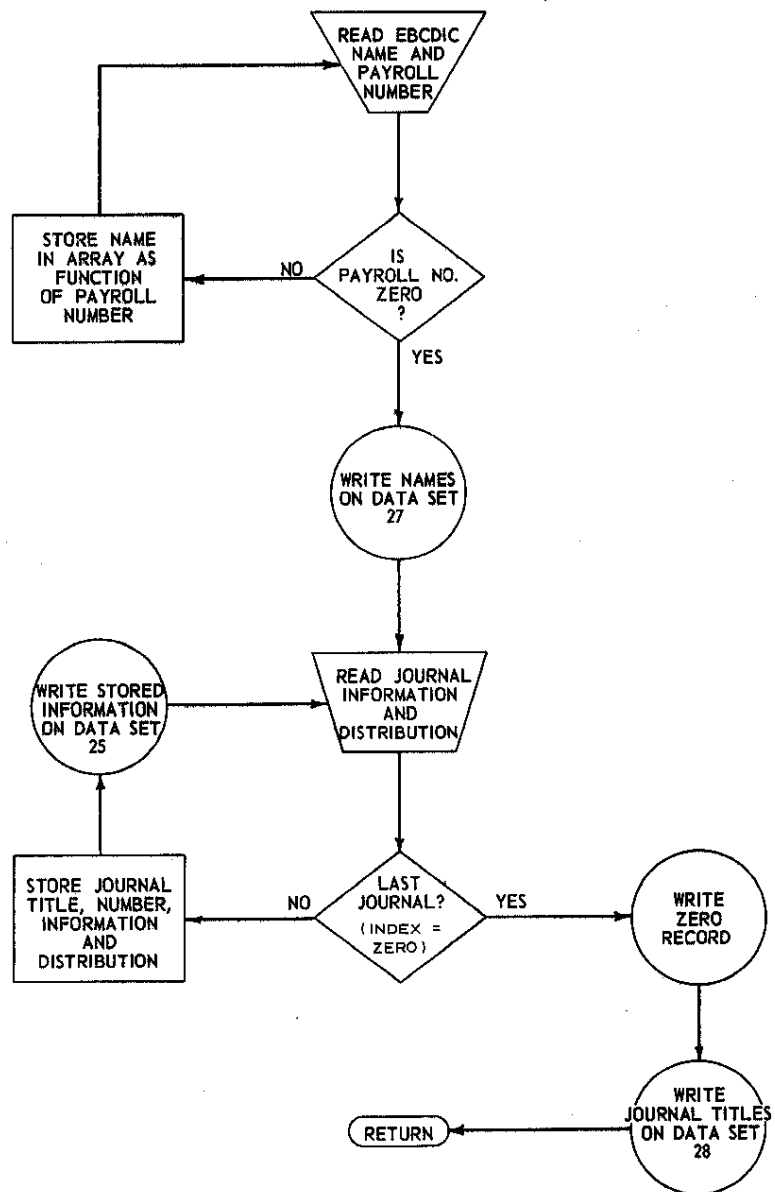 READ EBCDIC
NAME AND
PAYROLL
NUMBER
STORE NAME
IN ARRAY AS
FUNCTION
OF PAYROLL
NUMBER
NO
IS
PAYROLL NO.
ZERO
?
YES
WRITE NAMES
ON DATA SET
27
WRITE STORED
INFORMATION
ON DATA SET
25
READ JOURNAL
INFORMATION
AND
DISTRIBUTION
STORE JOURNAL
TITLE, NUMBER,
INFORMATION
AND
DISTRIBUTION
NO
LAST
JOURNAL?
(INDEX =
ZERO)
YES
WRITE
ZERO
RECORD
WRITE
JOURNAL TITLES
ON DATA SET
28
RETURN